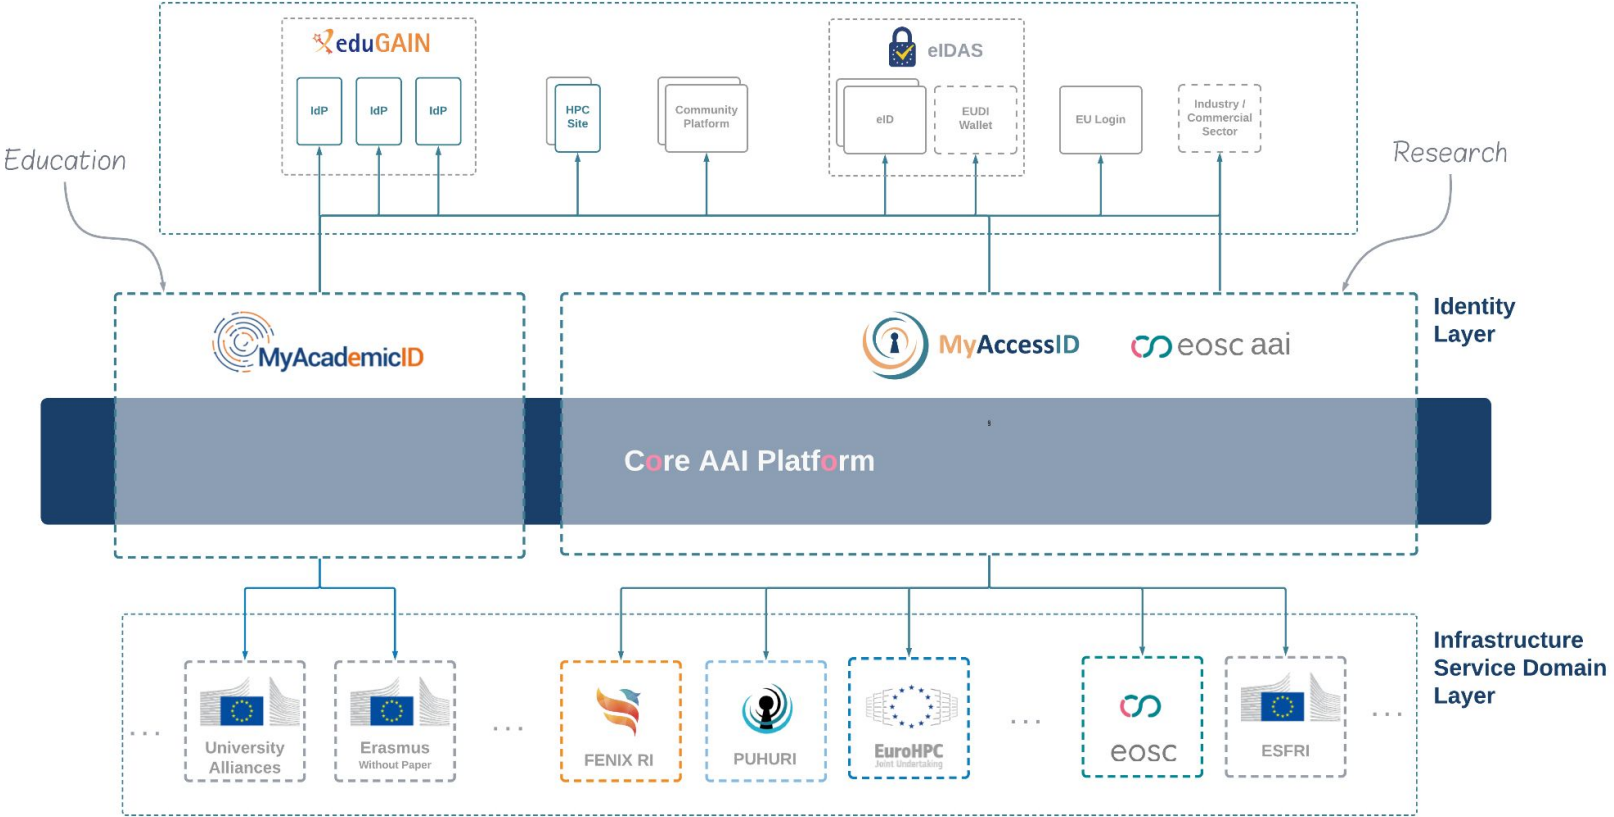 eduGAIN
eIDAS
IdP
IdP
IdP
HPC
Site
Community
Platform
eID
EUDI
Wallet
EU Login
Industry /
Commercial
Sector
Education
Research
MyAcademicID
MyAccessID
eosc aai
Identity
Layer
Core AAI Platform
Infrastructure
Service Domain
Layer
...
University
Alliances
Erasmus
Without Paper
...
FENIX RI
PUHURI
EuroHPC
Joint Undertaking
...
eosc
ESFRI
...